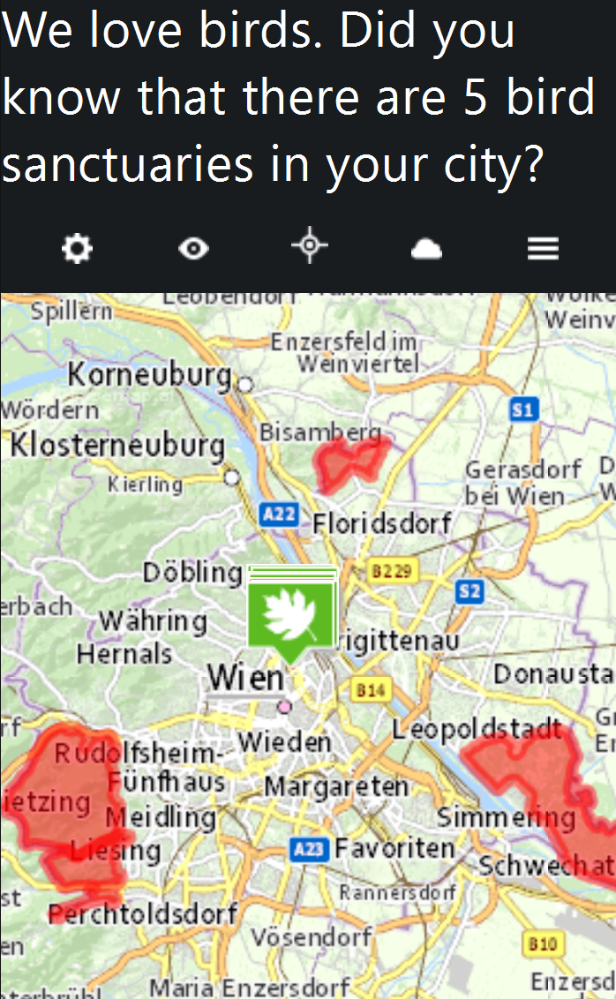 We love birds. Did you
know that there are 5 bird
sanctuaries in your city?
Leobendorf
Spillern
Weinv
Enzersfeld im
Weinviertel
Korneuburg
Wördern
S1
Bisamberg
Klosterneuburg
Gerasdorf
bei Wien
Kierling
A22
Floridsdorf
Döbling
B229
S2
erbach
Währing
rigittenau
Hernals
Wien
Donausta
B14
rf
Leopoldstadt
Wieden
Rudolfsheim-
Fünfhaus
Margareten
ietzing
Meidling
Simmering
Liesing
A23
Favoriten
Schwechat
Rannersdorf
st
Perchtoldsdorf
Vösendorf
B10
en
Maria Enzersdorf
Enzersd